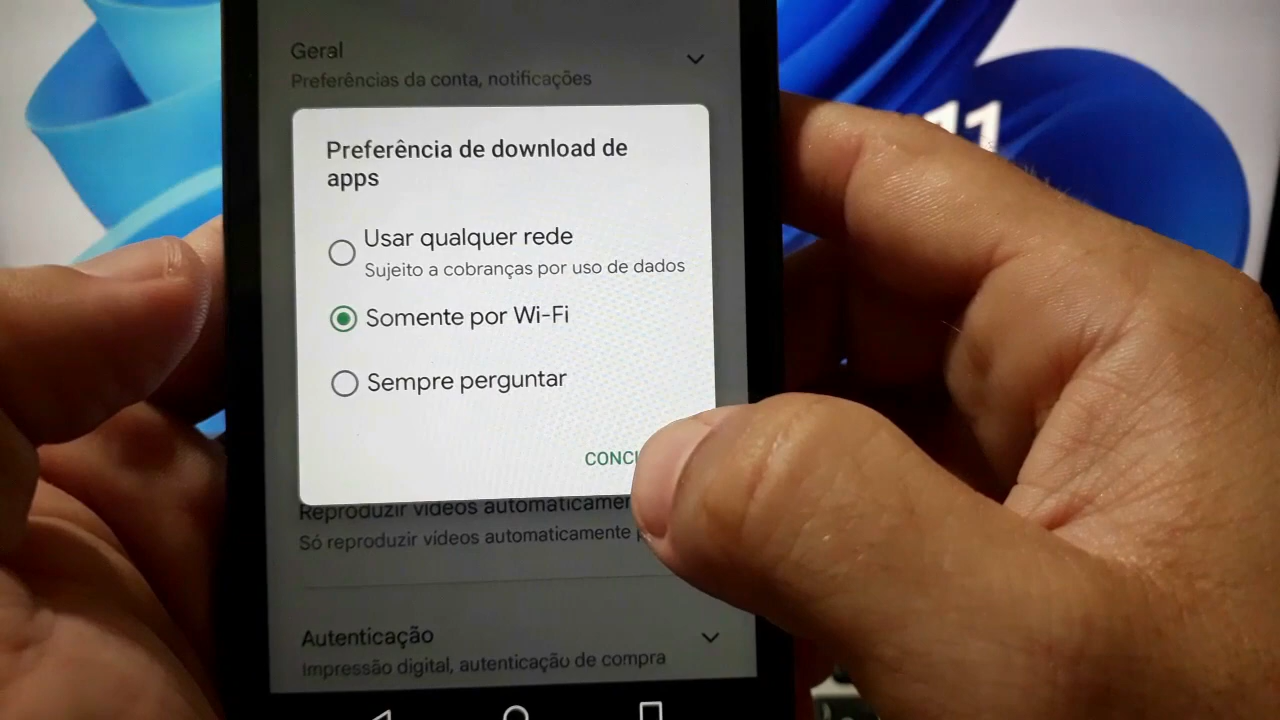 Geral
Preferências da conta, notificações
Preferência de download de
apps
Usar qualquer rede
Sujeito a cobranças por uso de dados
Somente por Wi-Fi
Sempre perguntar
CONCL
Reproduzir vídeos automaticamen
Só reproduzir vídeos automaticamente p
Autenticação
Impressão digital, autenticação de compra
11